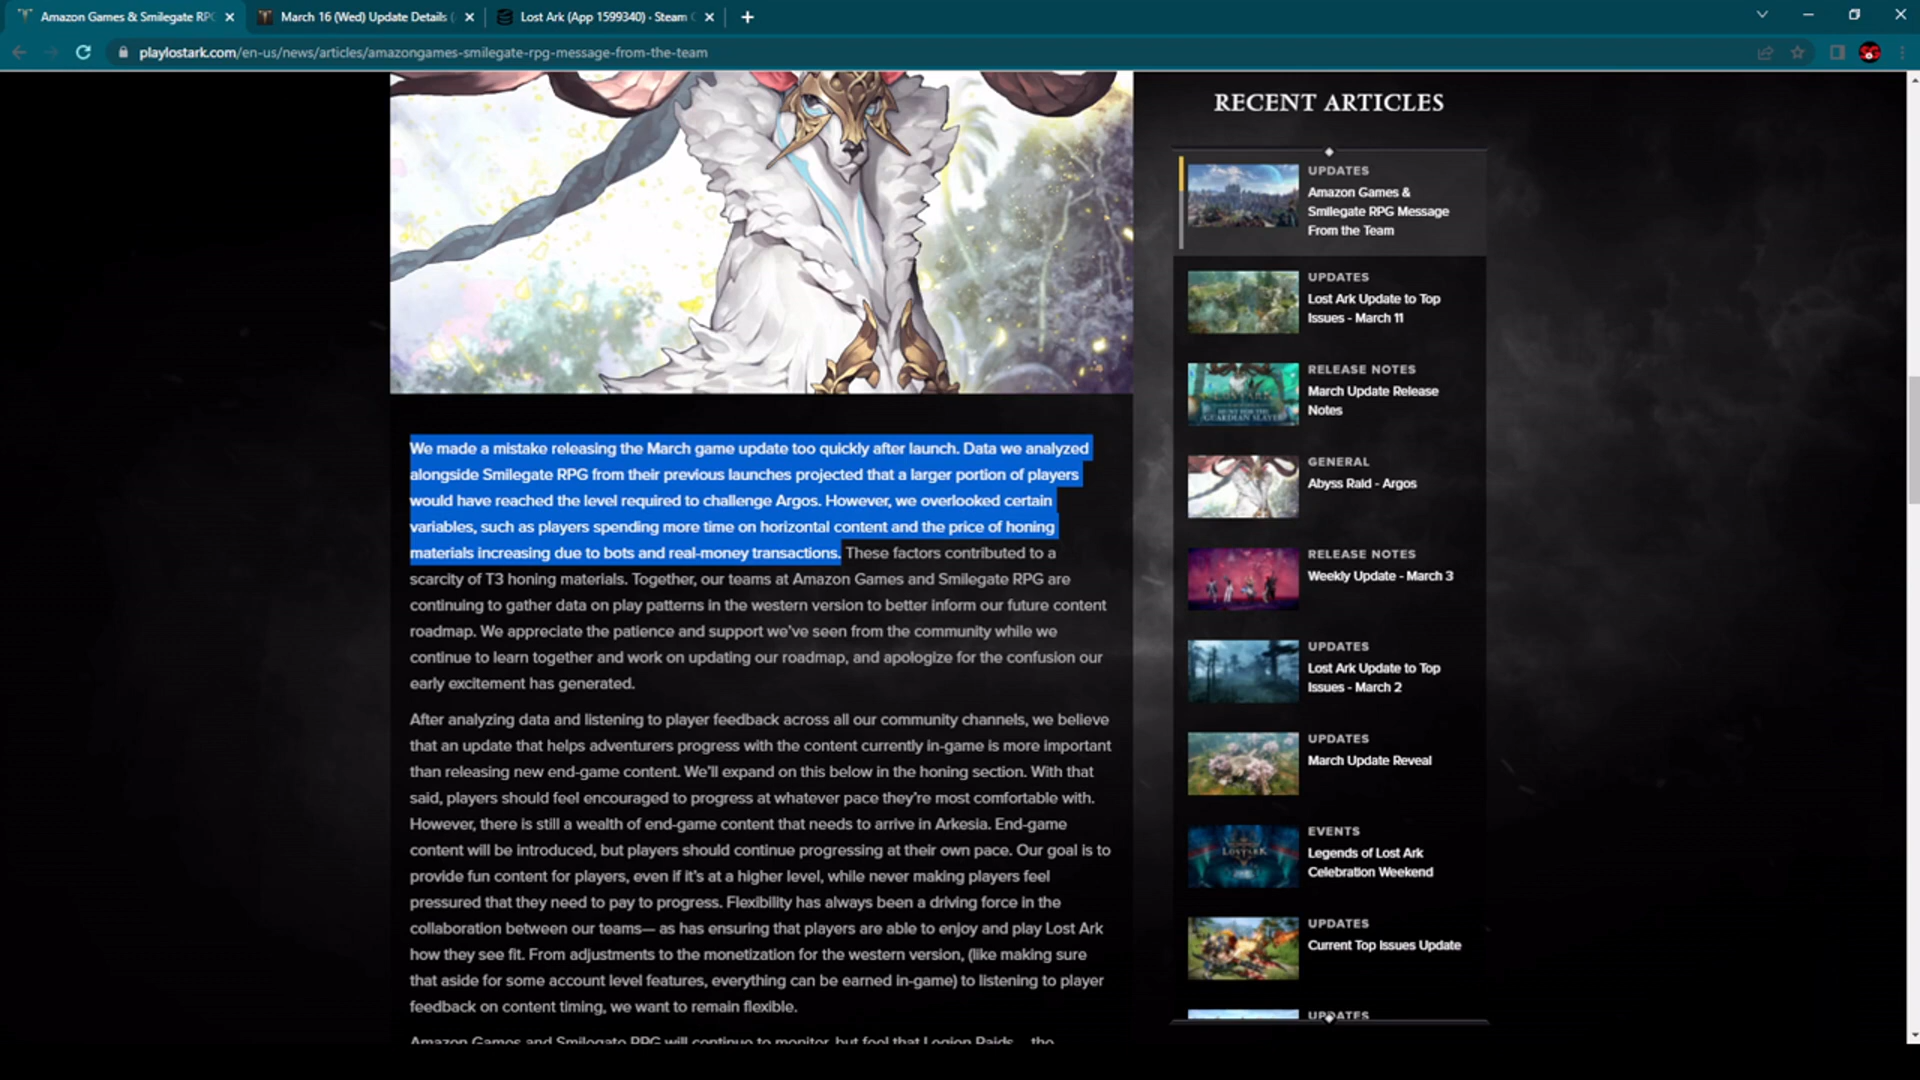 Amazon Games & Smilegate RPG
March 16 (Wed) Update Details (
Lost Ark (App 1599340) · Steam
playlostark.com/en-us/news/articles/amazongames-smilegate-rpg-message-from-the-team
We made a mistake releasing the March game update too quickly after launch. Data we analyzed
alongside Smilegate RPG from their previous launches projected that a larger portion of players
would have reached the level required to challenge Argos. However, we overlooked certain
variables, such as players spending more time on horizontal content and the price of honing
materials increasing due to bots and real-money transactions. These factors contributed to a
scarcity of T3 honing materials. Together, our teams at Amazon Games and Smilegate RPG are
continuing to gather data on play patterns in the western version to better inform our future content
roadmap. We appreciate the patience and support we've seen from the community while we
continue to learn together and work on updating our roadmap, and apologize for the confusion our
early excitement has generated.
After analyzing data and listening to player feedback across all our community channels, we believe
that an update that helps adventurers progress with the content currently in-game is more important
than releasing new end-game content. We'll expand on this below in the honing section. With that
said, players should feel encouraged to progress at whatever pace they're most comfortable with.
However, there is still a wealth of end-game content that needs to arrive in Arkesia. End-game
content will be introduced, but players should continue progressing at their own pace. Our goal is to
provide fun content for players, even if it's at a higher level, while never making players feel
pressured that they need to pay to progress. Flexibility has always been a driving force in the
collaboration between our teams— as has ensuring that players are able to enjoy and play Lost Ark
how they see fit. From adjustments to the monetization for the western version, (like making sure
that aside for some account level features, everything can be earned in-game) to listening to player
feedback on content timing, we want to remain flexible.
Amazon Games and Smilegate RPG will continue to monitor, but feel that Legion Raids— the
RECENT ARTICLES
UPDATES
Amazon Games &
Smilegate RPG Message
From the Team
UPDATES
Lost Ark Update to Top
Issues - March 11
RELEASE NOTES
March Update Release
Notes
GENERAL
Abyss Raid - Argos
RELEASE NOTES
Weekly Update - March 3
UPDATES
Lost Ark Update to Top
Issues - March 2
UPDATES
March Update Reveal
EVENTS
Legends of Lost Ark
Celebration Weekend
UPDATES
Current Top Issues Update
UPDATES